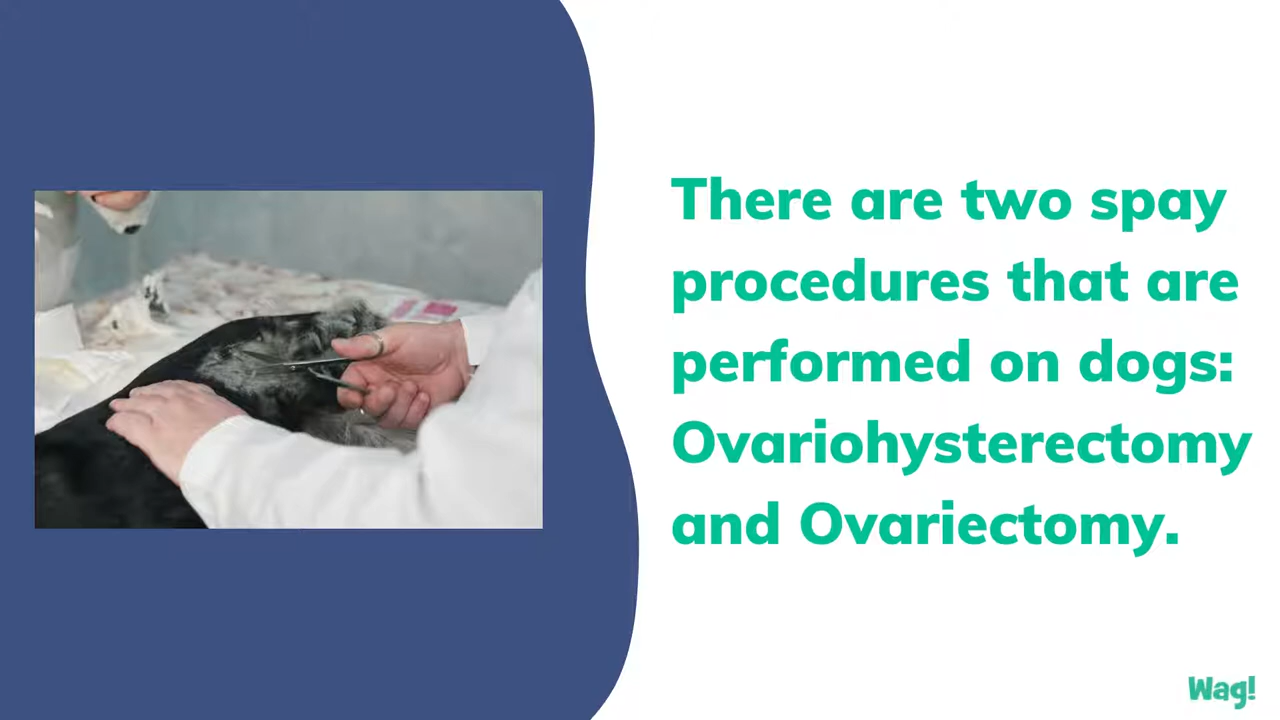 There are two spay
procedures that are
performed on dogs:
Ovariohysterectomy
and Ovariectomy.
Wag!